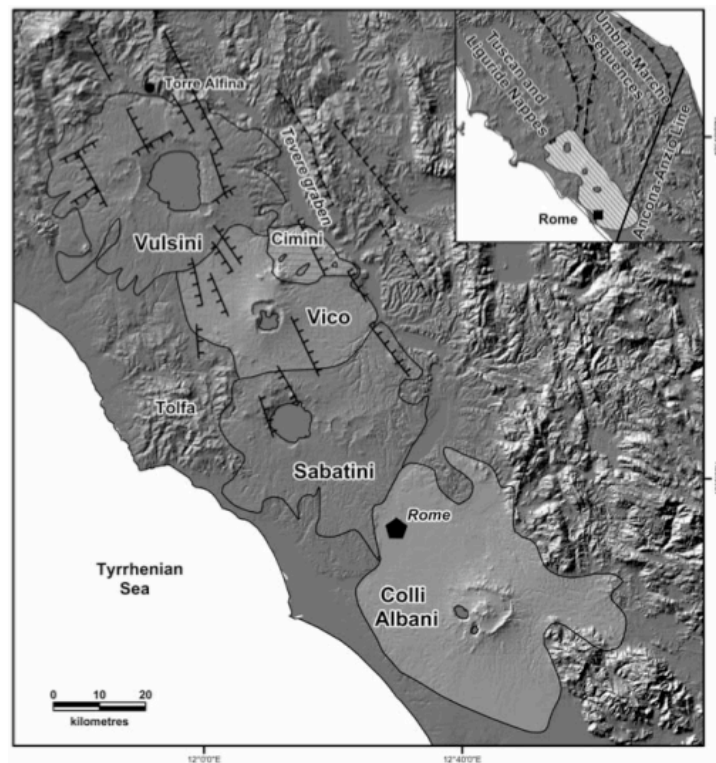 Torre Alfina
Tevere graben
Vulsini
Cimini
Vico
Tolfa
Sabatini
Rome
Tyrrhenian
Sea
Colli
Albani
0 10 20
kilometres
12°0'0"E
12°40'0"E
Tuscan and
Liguride Nappes
Umbria-Marche
sequences
Ancona-Anzio Line
Rome